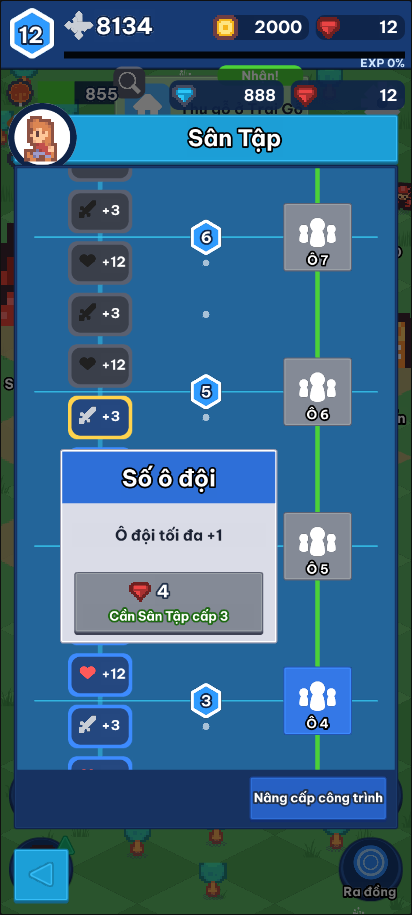 12
8134
2000
12
EXP 0%
Nhận!
855
888
12
Sân Tập
+3
6
Ô 7
+12
+3
+12
5
Ô 6
+3
Số ô đội
Ô đội tối đa +1
4
Cần Sân Tập cấp 3
Ô 5
+12
3
Ô 4
+3
Nâng cấp công trình
Ra đồng